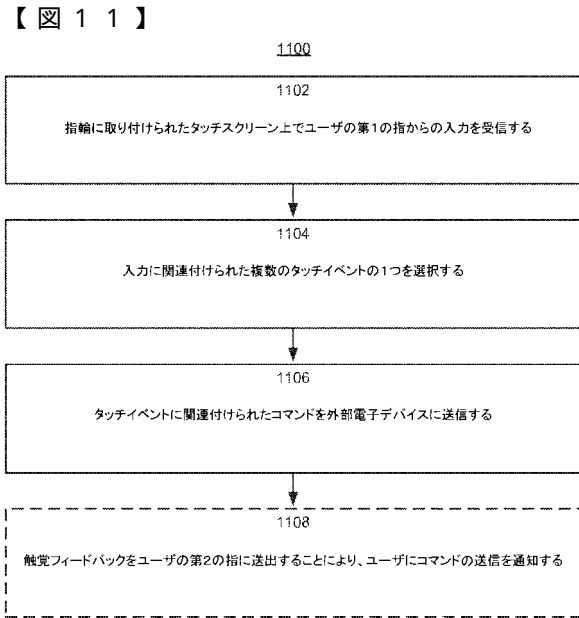 【図11】
1100
1102
指輪に取り付けられたタッチスクリーン上でユーザの第1の指からの入力を受信する
1104
入力に関連付けられた複数のタッチイベントの1つを選択する
1106
タッチイベントに関連付けられたコマンドを外部電子デバイスに送信する
1108
触覚フィードバックをユーザの第2の指に送出することにより、ユーザにコマンドの送信を通知する